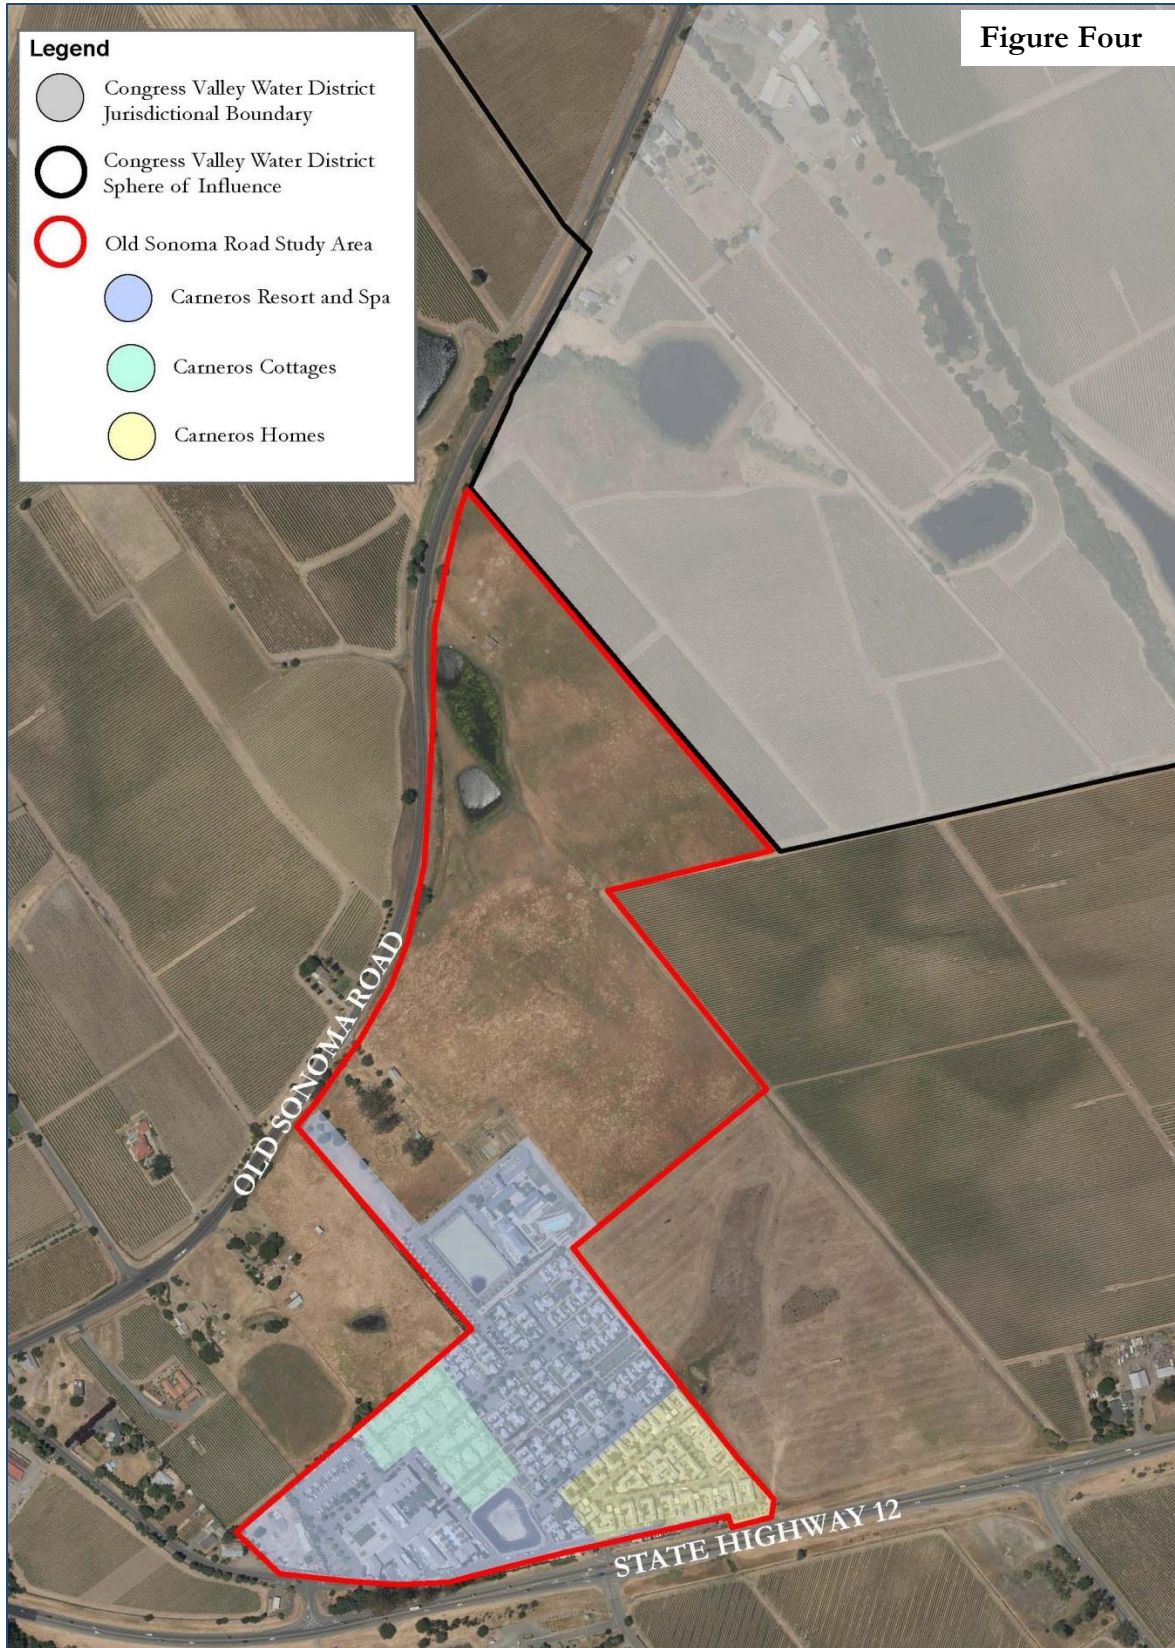 Figure Four
Legend
Congress Valley Water District
Jurisdictional Boundary
Congress Valley Water District
Sphere of Influence
Old Sonoma Road Study Area
Carneros Resort and Spa
Carneros Cottages
Carneros Homes
OLD SONOMA ROAD
STATE HIGHWAY 12